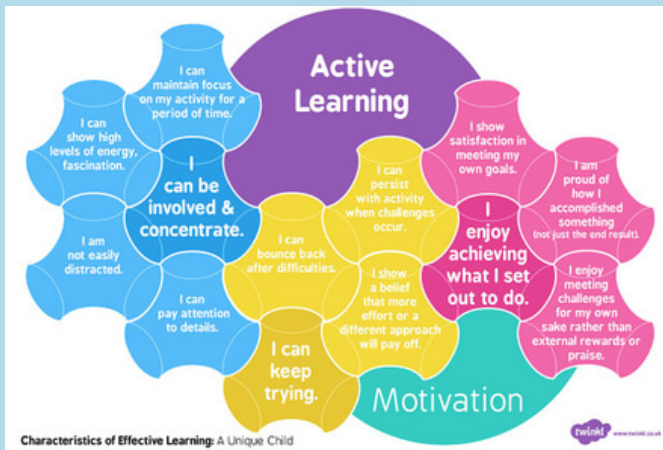 Active
Learning
I can
maintain focus
on my activity for a
period of time.
I can
show high
levels of energy,
fascination.
I
can be
involved &
concentrate.
I am
not easily
distracted.
I can
pay attention
to details.
I can
bounce back
after difficulties.
I can
persist
with activity
when challenges
occur.
I show
a belief
that more
effort or a
different approach
will pay off.
I can
keep
trying.
I show
satisfaction in
meeting my
own goals.
I am
proud of
how I
accomplished
something
(not just the end result).
I
enjoy
achieving
what I set
out to do.
I enjoy
meeting
challenges
for my own
sake rather than
external rewards or
praise.
Motivation
Characteristics of Effective Learning: A Unique Child
twinkl
www.twinkl.co.uk